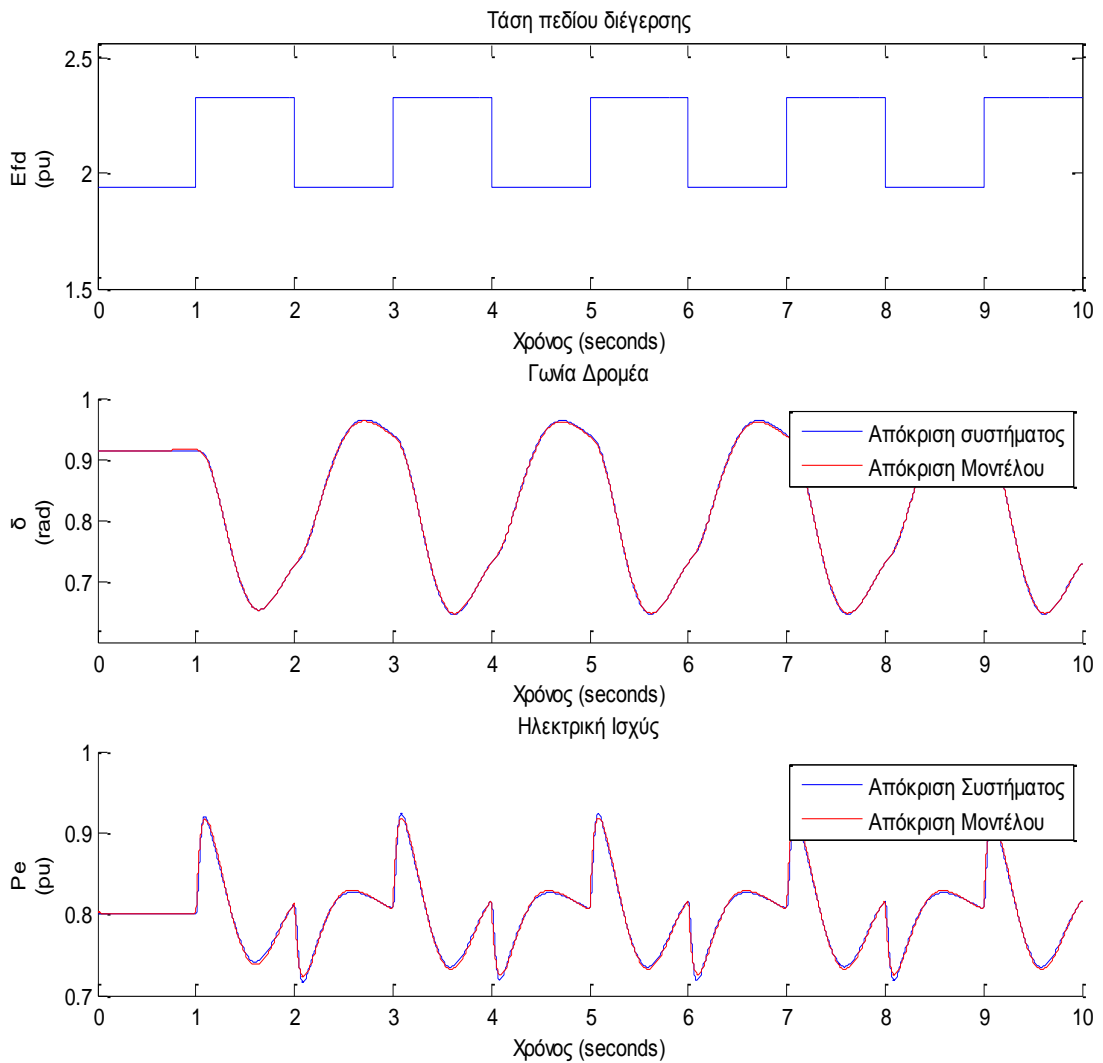 Τάση πεδίου διέγερσης
2.5
2
1.5
Efd
(pu)
0 1 2 3 4 5 6 7 8 9 10
Χρόνος (seconds)
Γωνία Δρομέα
1
0.9
0.8
0.7
δ
(rad)
Απόκριση συστήματος
Απόκριση Μοντέλου
0 1 2 3 4 5 6 7 8 9 10
Χρόνος (seconds)
Ηλεκτρική Ισχύς
1
0.9
0.8
0.7
Pe
(pu)
Απόκριση Συστήματος
Απόκριση Μοντέλου
0 1 2 3 4 5 6 7 8 9 10
Χρόνος (seconds)